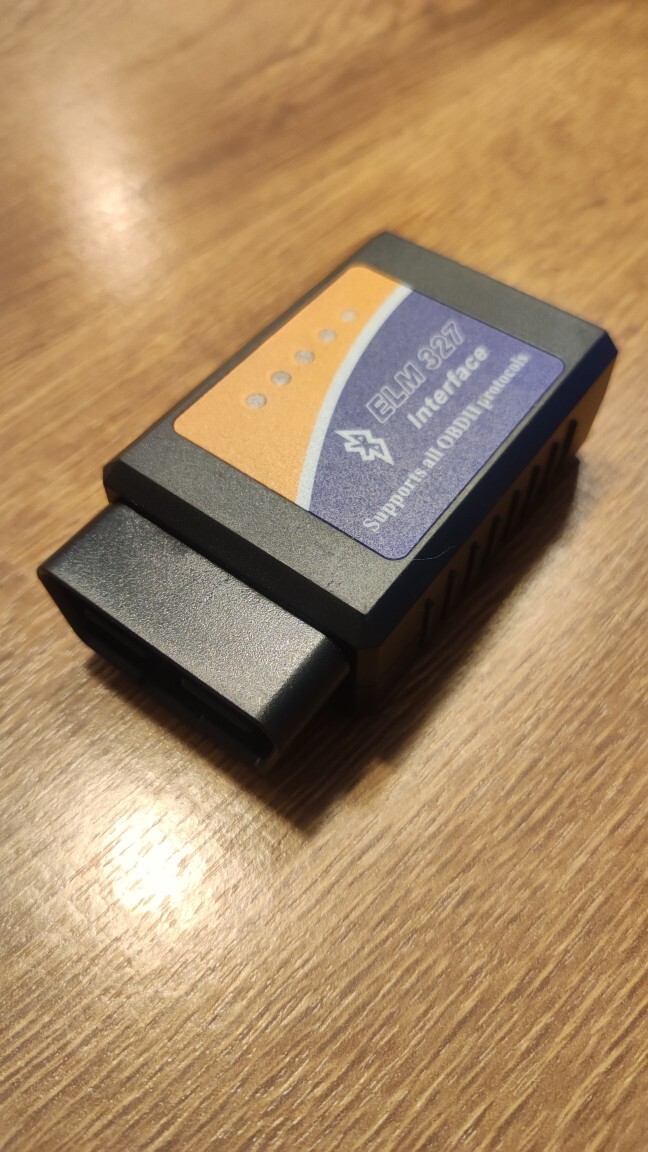 ELM 327
Interface
Supports all OBDII protocols